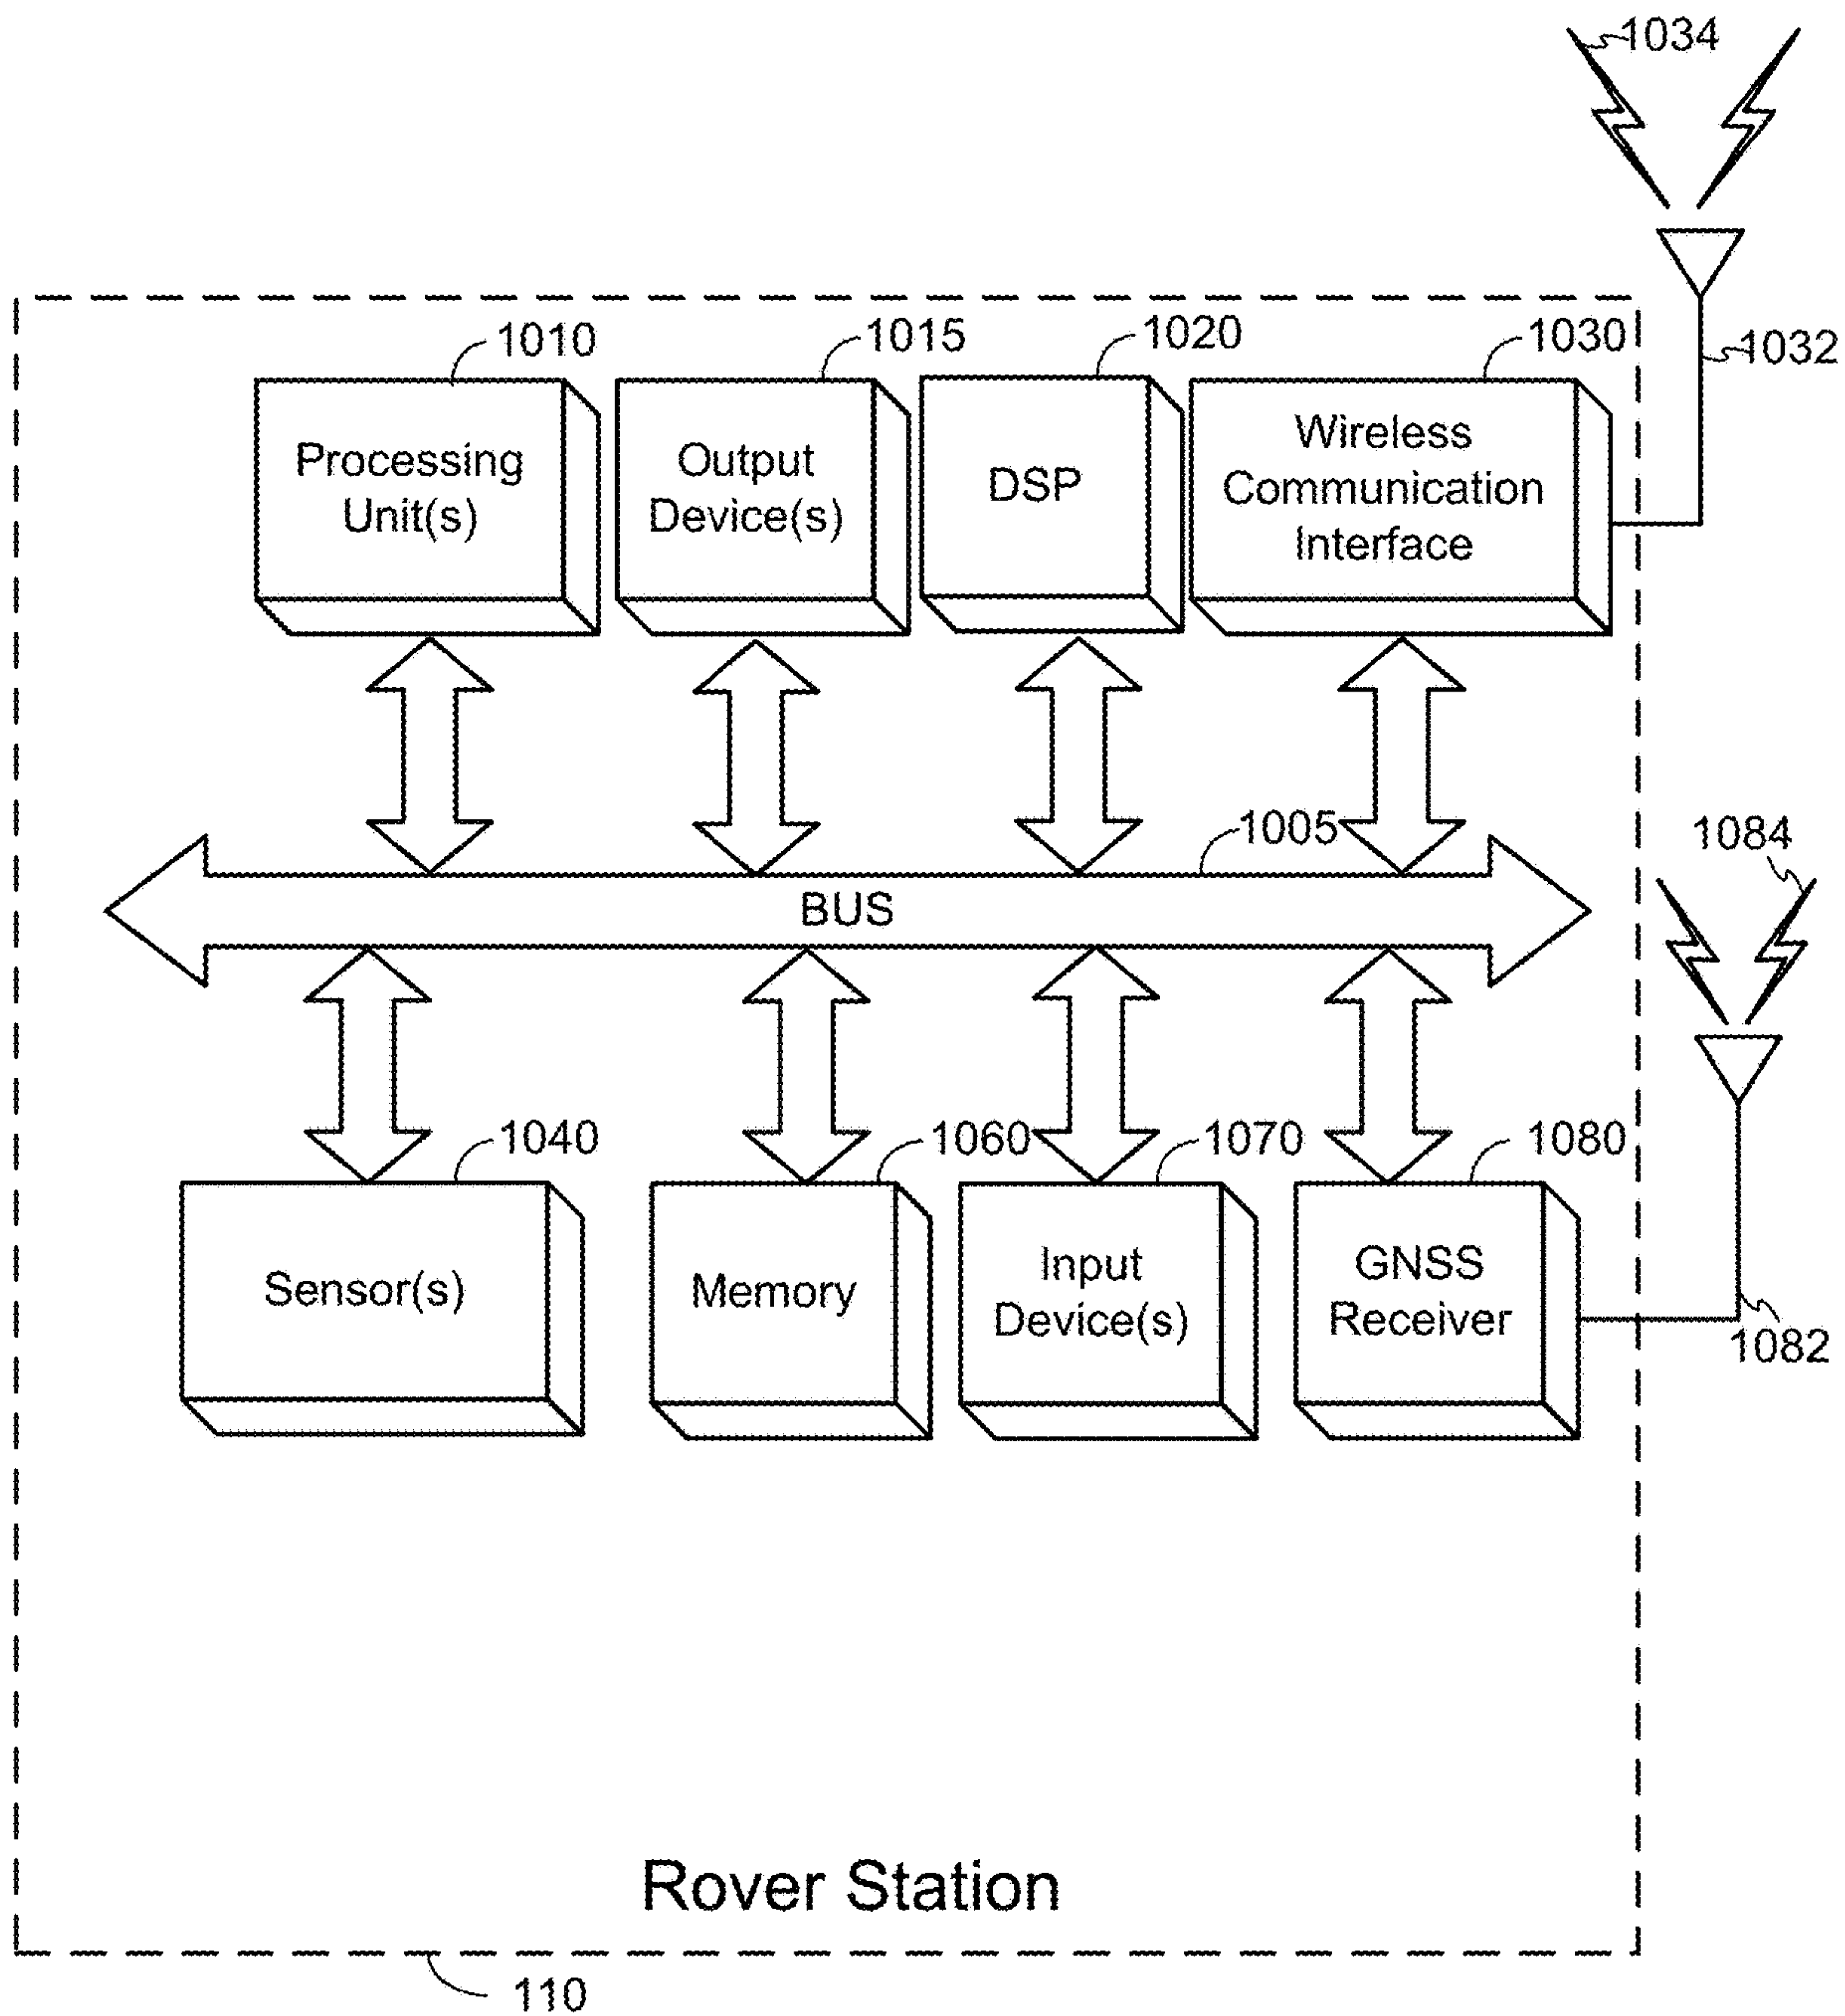 1034
1032
1010
1015
1020
1030
Processing
Unit(s)
Output
Device(s)
DSP
Wireless
Communication
Interface
1005
BUS
1084
1082
1040
1060
1070
1080
Sensor(s)
Memory
Input
Device(s)
GNSS
Receiver
Rover Station
110